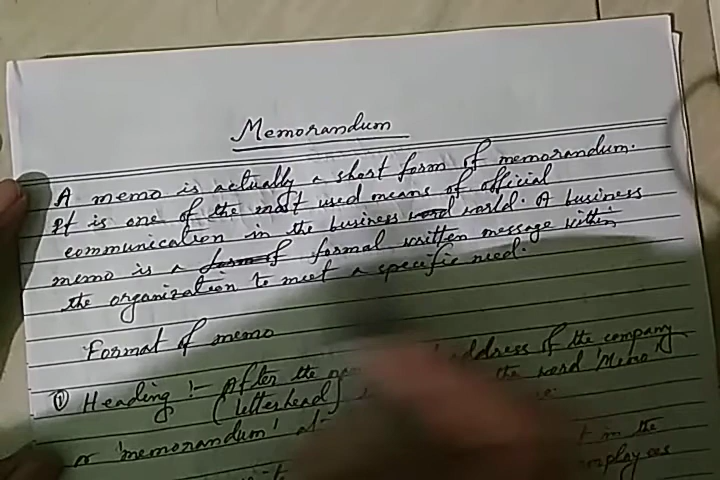 Memorandum
A memo is actually a short form of memorandum.
It is one of the most used means of official
communication in the business world. A business
memo is a formal written message within
the organization to meet a specific need.
Format of memo
① Heading :- After the address of the company
(letterhead) the word 'Memo'
or 'memorandum'
in the
employees